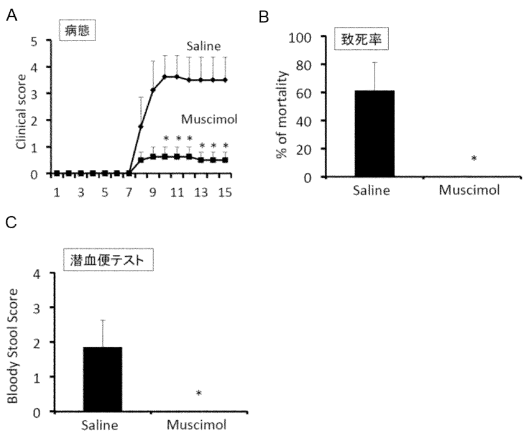 A
病態
Clinical score
5
4
3
2
1
0
Saline
Muscimol
* * * * * *
1 3 5 7 9 11 13 15
B
致死率
% of mortality
100
80
60
40
20
0
*
Saline Muscimol
C
潜血便テスト
Bloody Stool Score
4
3
2
1
0
*
Saline Muscimol